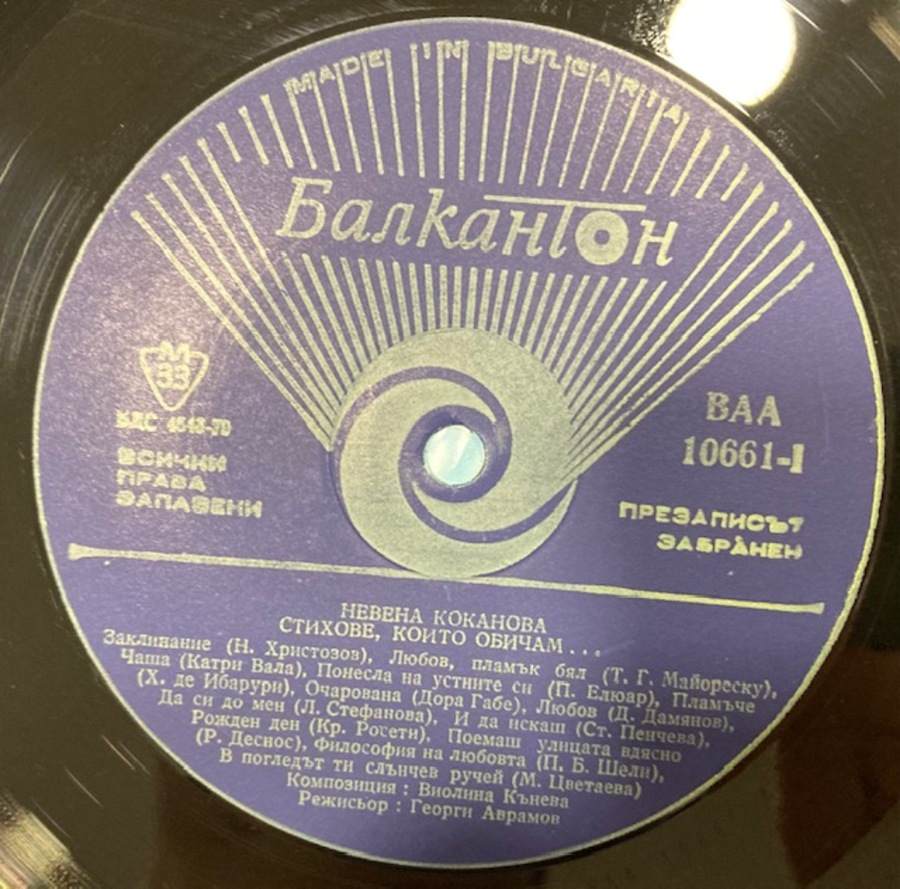 MADE IN BULGARIA
Балкантон
М
33
БДС 4543-70
ВСИЧКИ
ПРАВА
ЗАПАЗЕНИ
ВАА
10661-I
ПРЕЗАПИСЪТ
ЗАБРАНЕН
НЕВЕНА КОКАНОВА
СТИХОВЕ, КОИТО ОБИЧАМ . . .
Заклинание (Н. Христозов), Любов, пламък бял (Т. Г. Майореску),
Чаша (Катри Вала), Понесла на устните си (П. Елюар), Пламъче
(Х. де Ибарури), Очарована (Дора Габе), Любов (Д. Дамянов),
Да си до мен (Л. Стефанова), И да искаш (Ст. Пенчева),
Рожден ден (Кр. Росети), Поемаш улицата вдясно
(Р. Деснос), Философия на любовта (П. Б. Шели),
В погледът ти слънчев ручей (М. Цветаева)
Композиция : Виолина Кънева
Режисьор : Георги Аврамов